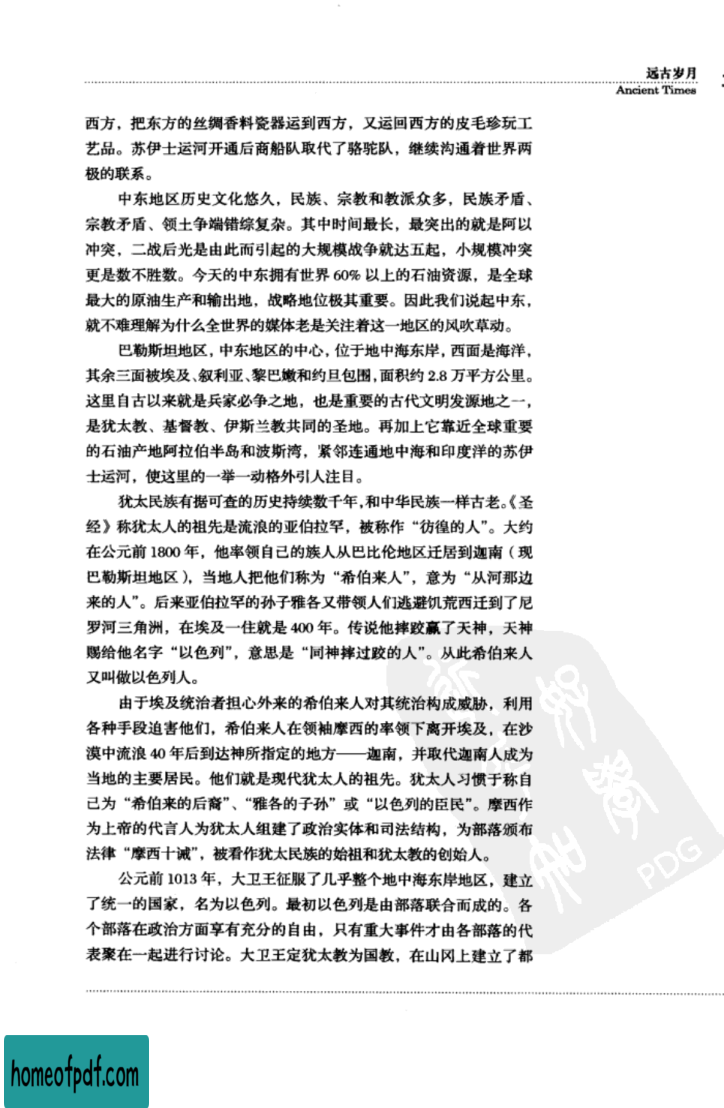 远古岁月
Ancient Times
西方，把东方的丝绸香料瓷器运到西方，又运回西方的皮毛珍玩工
艺品。苏伊士运河开通后商船队取代了骆驼队，继续沟通着世界两
极的联系。
中东地区历史文化悠久，民族、宗教和教派众多，民族矛盾、
宗教矛盾、领土争端错综复杂。其中时间最长，最突出的就是阿以
冲突，二战后光是由此而引起的大规模战争就达五起，小规模冲突
更是数不胜数。今天的中东拥有世界 60% 以上的石油资源，是全球
最大的原油生产和输出地，战略地位极其重要。因此我们说起中东，
就不难理解为什么全世界的媒体老是关注着这一地区的风吹草动。
巴勒斯坦地区，中东地区的中心，位于地中海东岸，西面是海洋，
其余三面被埃及、叙利亚、黎巴嫩和约旦包围，面积约 2.8 万平方公里。
这里自古以来就是兵家必争之地，也是重要的古代文明发源地之一，
是犹太教、基督教、伊斯兰教共同的圣地。再加上它靠近全球重要
的石油产地阿拉伯半岛和波斯湾，紧邻连通地中海和印度洋的苏伊
士运河，使这里的一举一动格外引人注目。
犹太民族有据可查的历史持续数千年，和中华民族一样古老。《圣
经》称犹太人的祖先是流浪的亚伯拉罕，被称作“彷徨的人”。大约
在公元前 1800 年，他率领自己的族人从巴比伦地区迁居到迦南（现
巴勒斯坦地区），当地人把他们称为“希伯来人”，意为“从河那边
来的人”。后来亚伯拉罕的孙子雅各又带领人们逃避饥荒西迁到了尼
罗河三角洲，在埃及一住就是 400 年。传说他摔跤赢了天神，天神
赐给他名字“以色列”，意思是“同神摔过跤的人”。从此希伯来人
又叫做以色列人。
由于埃及统治者担心外来的希伯来人对其统治构成威胁，利用
各种手段迫害他们，希伯来人在领袖摩西的率领下离开埃及，在沙
漠中流浪 40 年后到达神所指定的地方——迦南，并取代迦南人成为
当地的主要居民。他们就是现代犹太人的祖先。犹太人习惯于称自
己为“希伯来的后裔”、“雅各的子孙”或“以色列的臣民”。摩西作
为上帝的代言人为犹太人组建了政治实体和司法结构，为部落颁布
法律“摩西十诫”，被看作犹太民族的始祖和犹太教的创始人。
公元前 1013 年，大卫王征服了几乎整个地中海东岸地区，建立
了统一的国家，名为以色列。最初以色列是由部落联合而成的。各
个部落在政治方面享有充分的自由，只有重大事件才由各部落的代
表聚在一起进行讨论。大卫王定犹太教为国教，在山冈上建立了都
PDG
homeofpdf.com